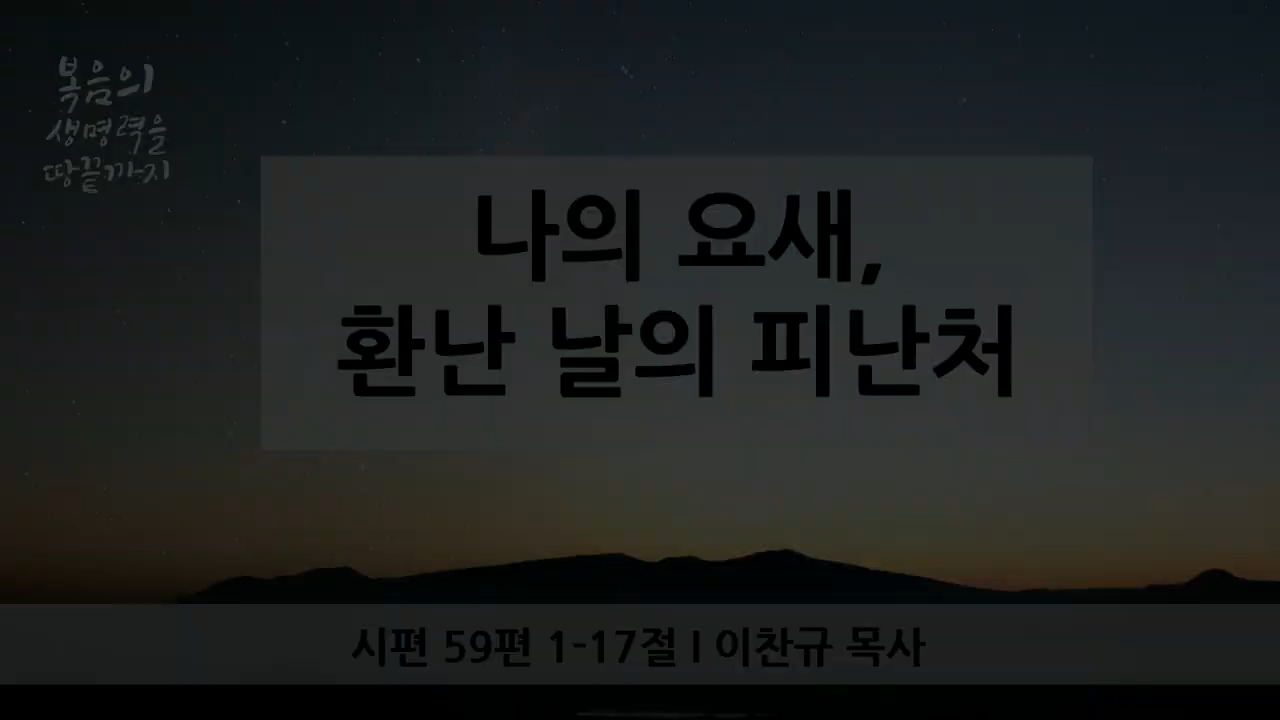 복음의
생명력을
땅끝까지
나의 요새,
환난 날의 피난처
시편 59편 1-17절 I 이찬규 목사